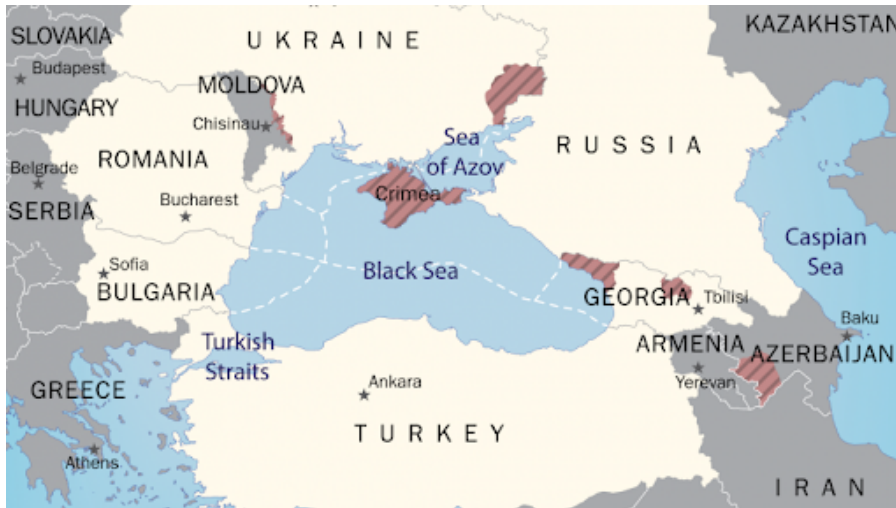 SLOVAKIA
Budapest
HUNGARY
Belgrade
SERBIA
UKRAINE
MOLDOVA
Chisinau
ROMANIA
Bucharest
Sofia
BULGARIA
GREECE
Athens
Turkish
Straits
Black Sea
Crimea
Sea
of Azov
RUSSIA
KAZAKHSTAN
Caspian
Sea
GEORGIA
Tbilisi
ARMENIA
Yerevan
AZERBAIJAN
Baku
Ankara
TURKEY
IRAN